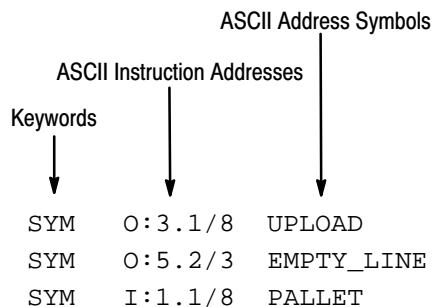 ASCII Address Symbols
ASCII Instruction Addresses
Keywords
SYM O:3.1/8 UPLOAD
SYM O:5.2/3 EMPTY_LINE
SYM I:1.1/8 PALLET